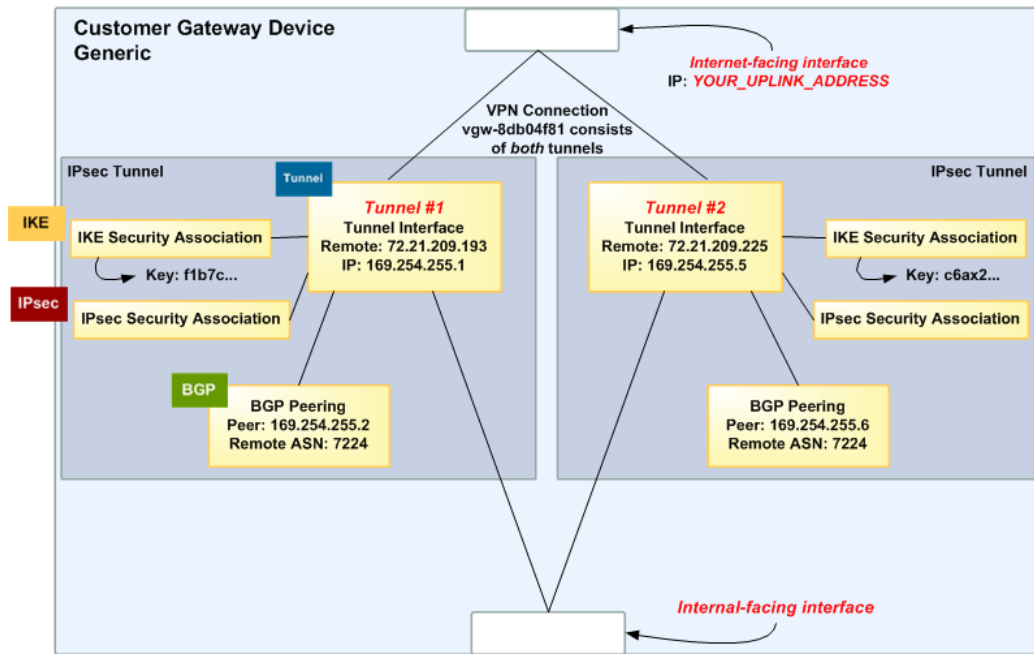 Customer Gateway Device
Generic
Internet-facing interface
IP: YOUR_UPLINK_ADDRESS
VPN Connection
vgw-8db04f81 consists
of both tunnels
IPsec Tunnel
Tunnel
IKE
IKE Security Association
Key: f1b7c...
IPsec
IPsec Security Association
Tunnel #1
Tunnel Interface
Remote: 72.21.209.193
IP: 169.254.255.1
BGP
BGP Peering
Peer: 169.254.255.2
Remote ASN: 7224
IPsec Tunnel
Tunnel #2
Tunnel Interface
Remote: 72.21.209.225
IP: 169.254.255.5
IKE Security Association
Key: c6ax2...
IPsec Security Association
BGP Peering
Peer: 169.254.255.6
Remote ASN: 7224
Internal-facing interface